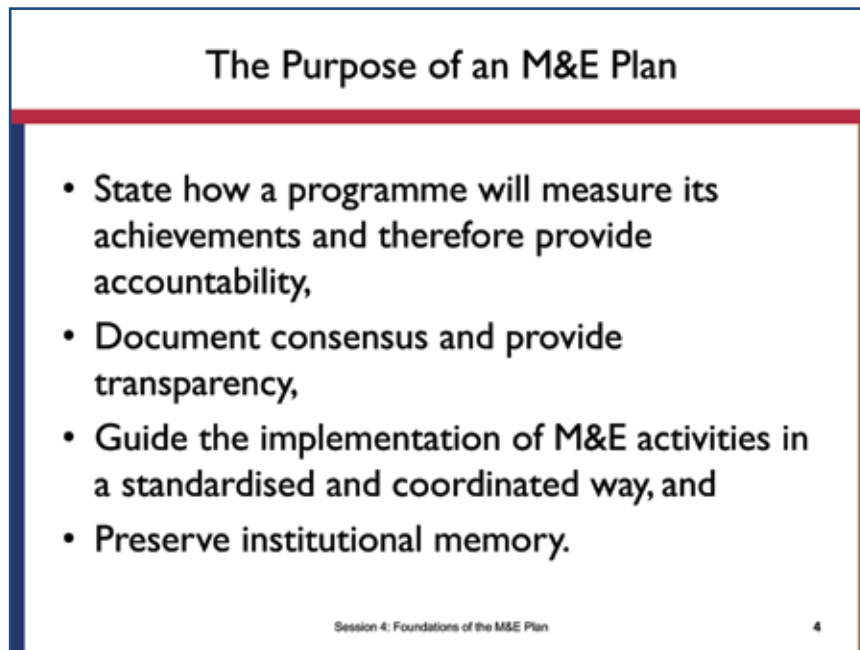 The Purpose of an M&E Plan
• State how a programme will measure its
achievements and therefore provide
accountability,
• Document consensus and provide
transparency,
• Guide the implementation of M&E activities in
a standardised and coordinated way, and
• Preserve institutional memory.
Session 4: Foundations of the M&E Plan 4